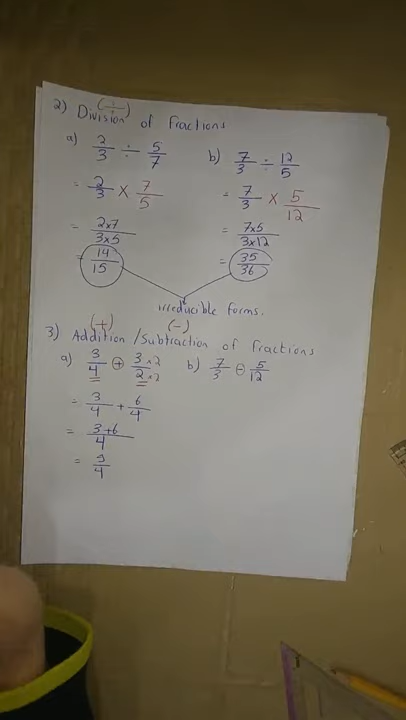 2) Division (÷) of Fractions
a) 2/3 ÷ 5/7
= 2/3 × 7/5
= 2×7/3×5
= 14/15
b) 7/3 ÷ 12/5
= 7/3 × 5/12
= 7×5/3×12
= 35/36
irreducible forms.
3) Addition (+) /Subtraction (-) of Fractions
a) 3/4 + 3×2/2×2
= 3/4 + 6/4
= 3+6/4
= 9/4
b) 7/3 - 5/12